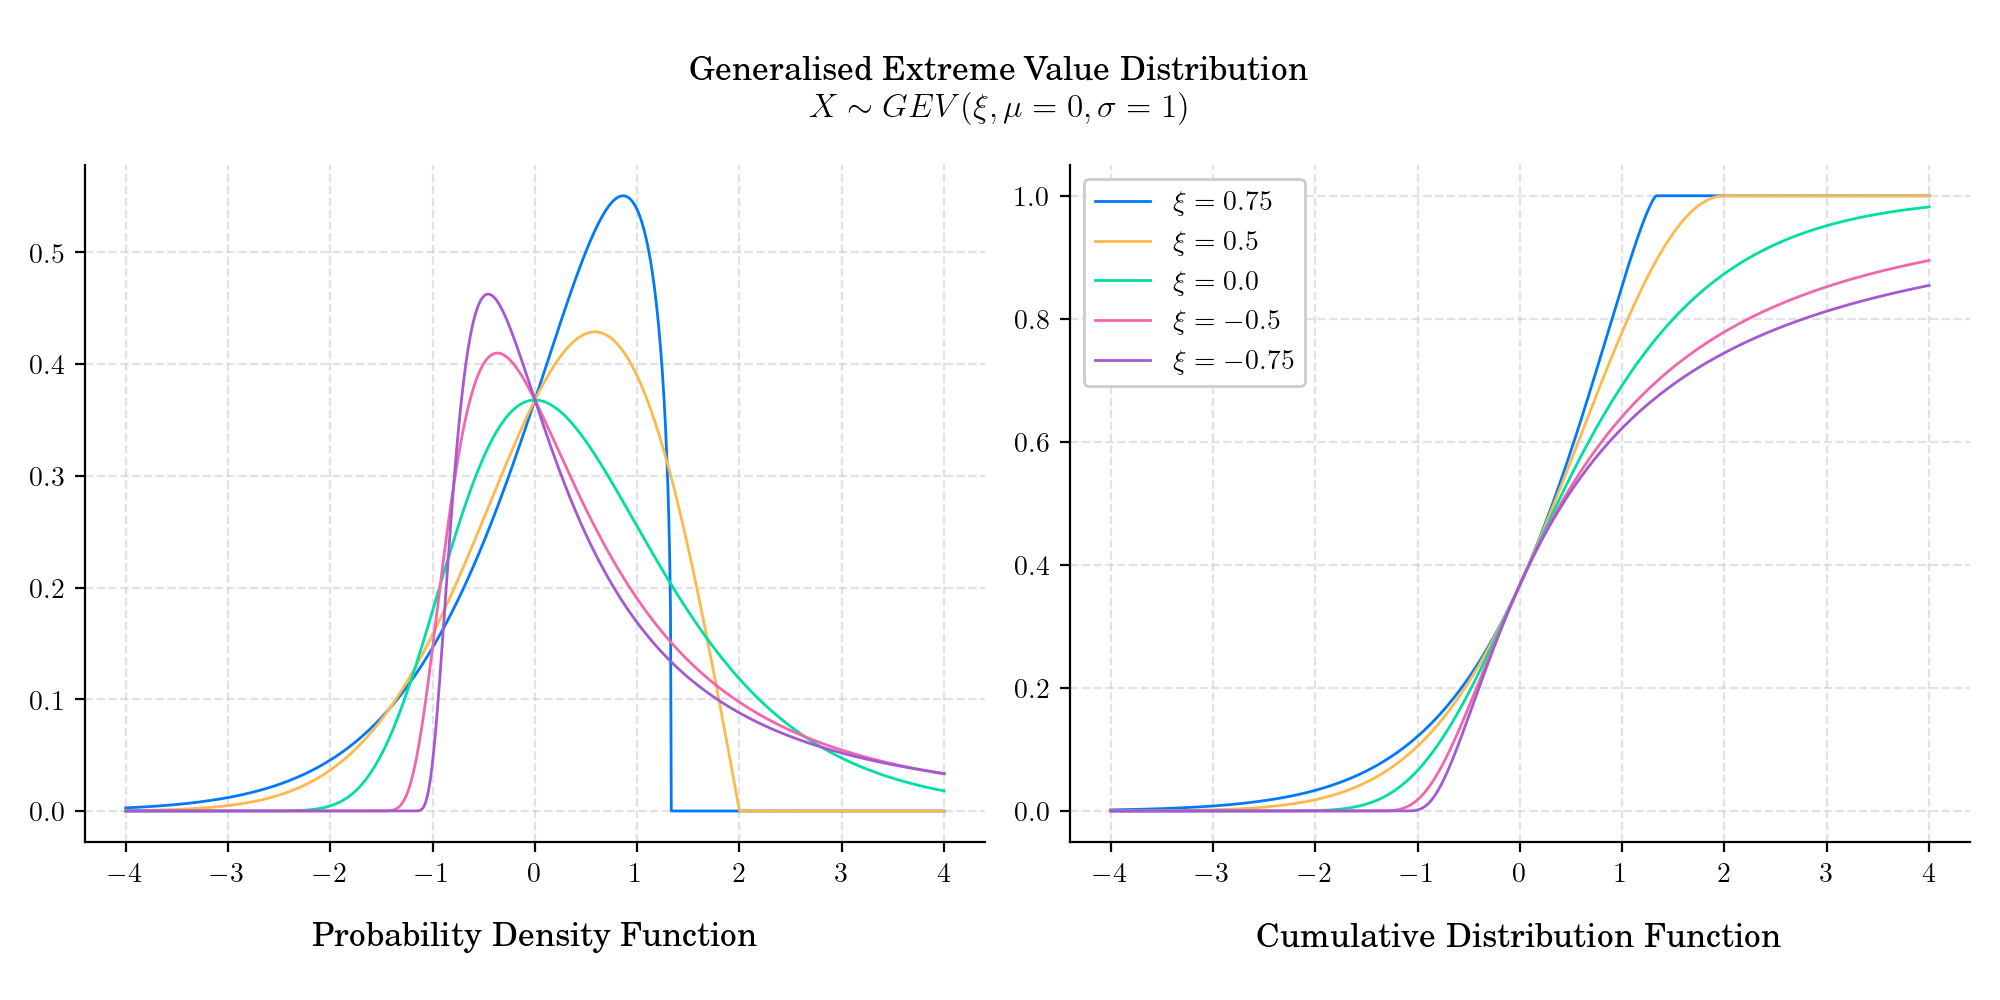 Generalised Extreme Value Distribution
X ∼ GEV(ξ, μ = 0, σ = 1)
0.5
0.4
0.3
0.2
0.1
0.0
−4 −3 −2 −1 0 1 2 3 4
Probability Density Function
1.0
0.8
0.6
0.4
0.2
0.0
ξ = 0.75
ξ = 0.5
ξ = 0.0
ξ = −0.5
ξ = −0.75
−4 −3 −2 −1 0 1 2 3 4
Cumulative Distribution Function